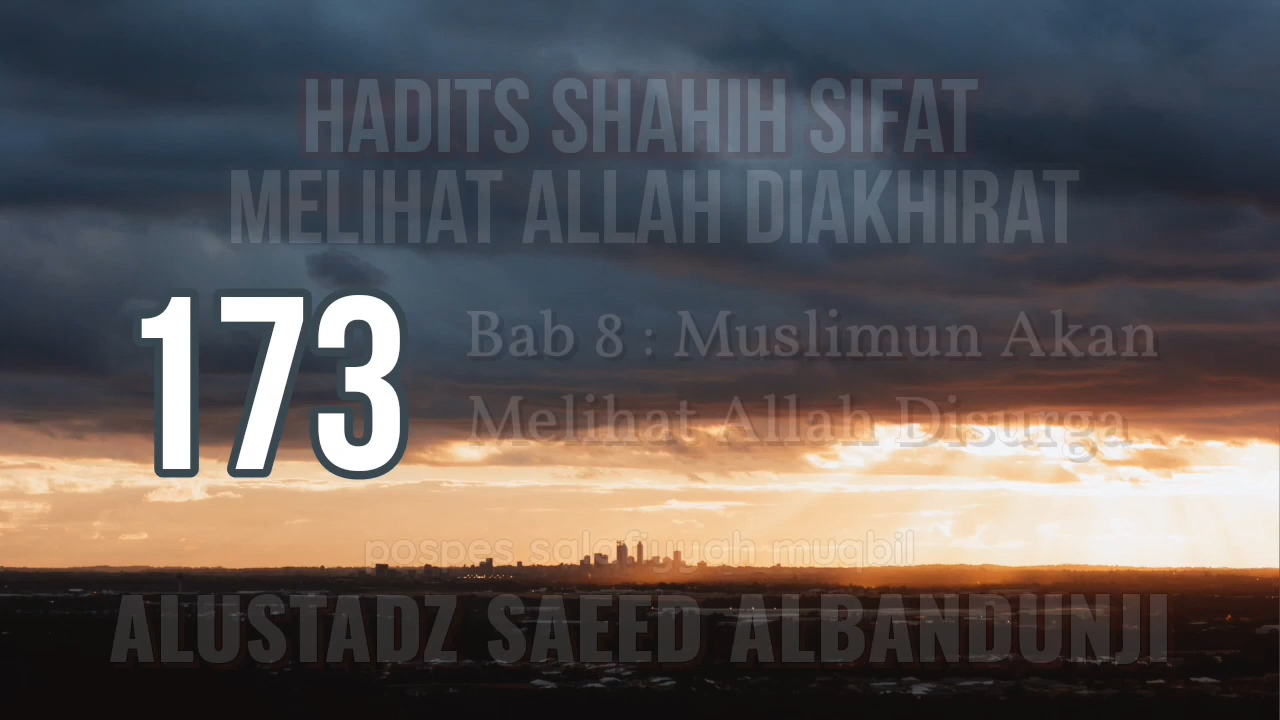 HADITS SHAHIH SIFAT
MELIHAT ALLAH DIAKHIRAT
173
Bab 8 : Muslimun Akan
Melihat Allah Disurga
pospes salafiyyah muqbil
ALUSTADZ SAEED ALBANDUNJI